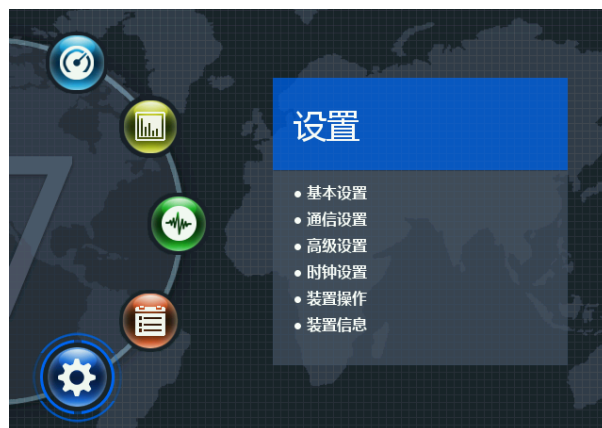 设置
● 基本设置
● 通信设置
● 高级设置
● 时钟设置
● 装置操作
● 装置信息
7